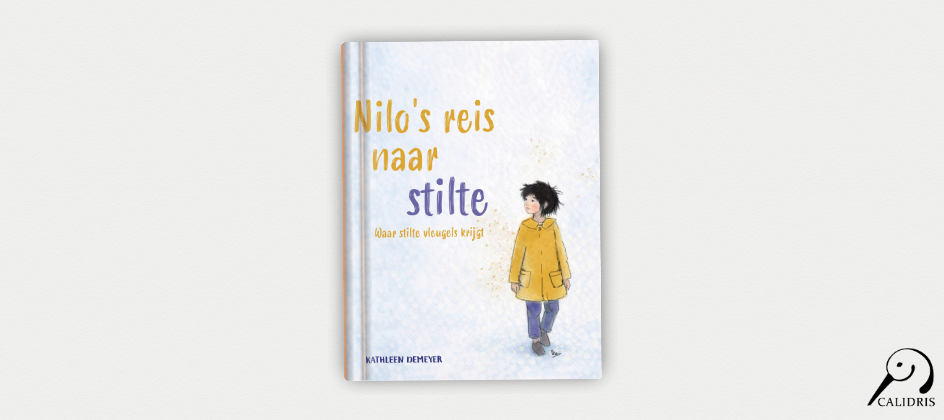 Nilo's reis
naar
stilte
Waar stilte vleugels krijgt
KATHLEEN DEMEYER
CALIDRIS